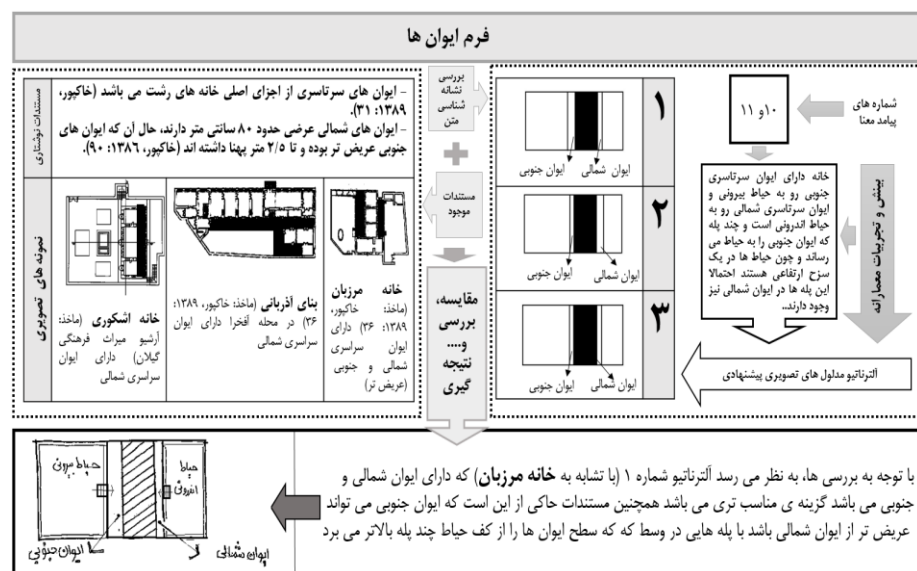 فرم ایوان ها
شماره های
پیامد معنا
۱۰و ۱۱
بینش و تجربیات معمارانه
خانه دارای ایوان سرتاسری
جنوبی رو به حیاط بیرونی و
ایوان سرتاسری شمالی رو به
حیاط اندرونی است و چند پله
که ایوان جنوبی را به حیاط می
رساند و چون حیاط ها در یک
سرح ارتفاعی هستند احتمالا
این پله ها در ایوان شمالی نیز
وجود دارند..
آلترناتیو مدلول های تصویری پیشنهادی
۱
ایوان شمالی
ایوان جنوبی
۲
ایوان شمالی
ایوان جنوبی
۳
ایوان شمالی
ایوان جنوبی
بررسی
نشانه
شناسی
متن
مستندات
موجود
مقایسه،
بررسی
و....
نتیجه
گیری
مستندات نوشتاری
– ایوان های سرتاسری از اجزای اصلی خانه های رشت می باشد (خاکپور،
۱۳۸۹: ۳۱).
– ایوان های شمالی عرضی حدود ۸۰ سانتی متر دارند، حال آن که ایوان های
جنوبی عریض تر بوده و تا ۲/۵ متر پهنا داشته اند (خاکپور، ۱۳۸۶: ۹۰).
نمونه های تصویری
خانه مرزبان
(ماخذ: خاکپور،
۱۳۸۹: ۳۶) دارای
ایوان سراسری
شمالی و جنوبی
(عریض تر)
بنای آذربانی (ماخذ: خاکپور، ۱۳۸۹:
۳۶) در محله آفخرا دارای ایوان
سراسری شمالی
خانه اشکوری (ماخذ:
آرشیو میراث فرهنگی
گیلان) دارای ایوان
سراسری شمالی
با توجه به بررسی ها، به نظر می رسد آلترناتیو شماره ۱ (با تشابه به خانه مرزبان) که دارای ایوان شمالی و
جنوبی می باشد گزینه ی مناسب تری می باشد همچنین مستندات حاکی از این است که ایوان جنوبی می تواند
عریض تر از ایوان شمالی باشد با پله هایی در وسط که که سطح ایوان ها را از کف حیاط چند پله بالاتر می برد
حیاط
اندرونی
حیاط بیرونی
ایوان شمالی
ایوان جنوبی